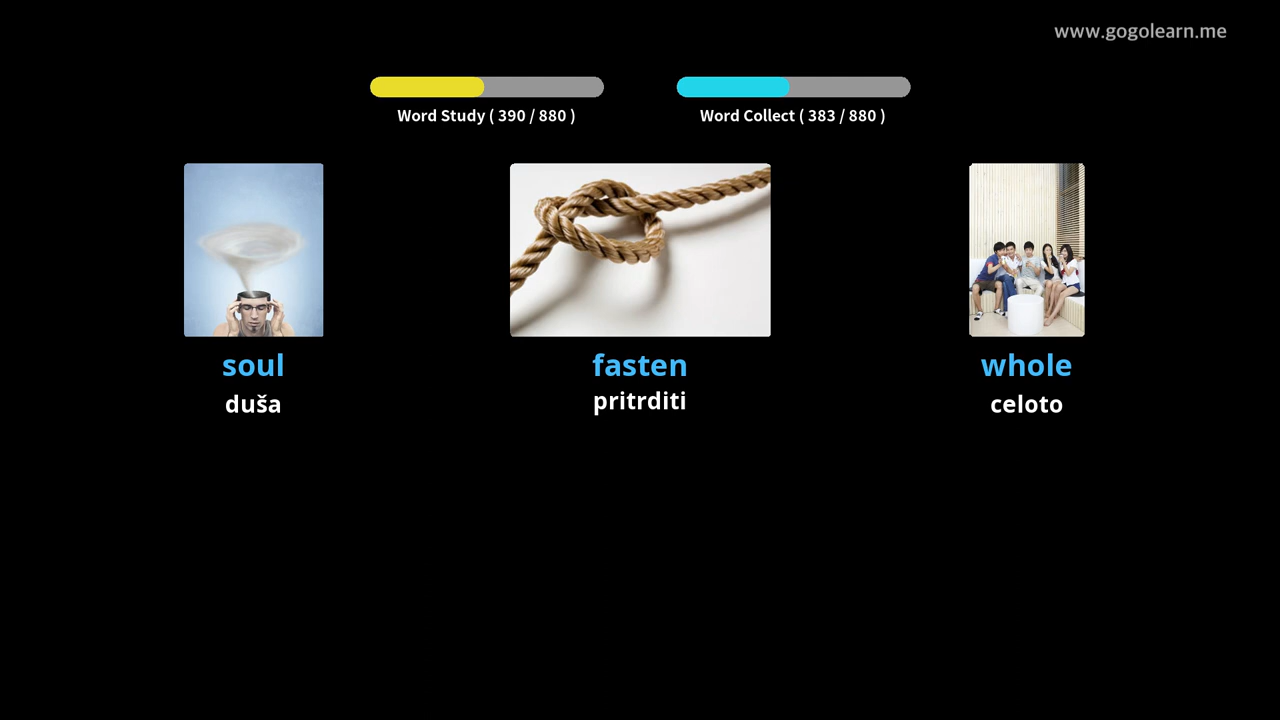 www.gogolearn.me
Word Study ( 390 / 880 )
Word Collect ( 383 / 880 )
soul
duša
fasten
pritrditi
whole
celoto